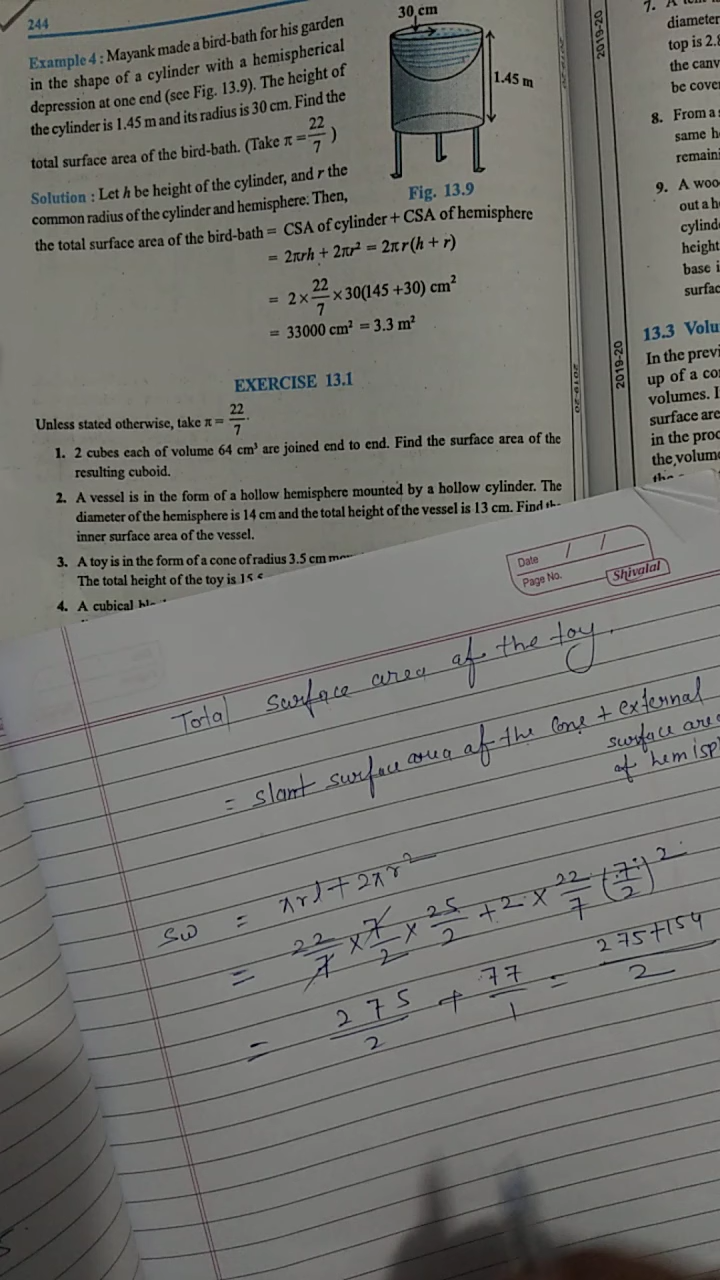 244
Example 4 : Mayank made a bird-bath for his garden
in the shape of a cylinder with a hemispherical
depression at one end (see Fig. 13.9). The height of
the cylinder is 1.45 m and its radius is 30 cm. Find the
total surface area of the bird-bath. (Take π = 22/7)
30 cm
1.45 m
Fig. 13.9
Solution : Let h be height of the cylinder, and r the
common radius of the cylinder and hemisphere. Then,
the total surface area of the bird-bath = CSA of cylinder + CSA of hemisphere
= 2πrh + 2πr² = 2πr(h + r)
= 2 × 22/7 × 30(145 + 30) cm²
= 33000 cm² = 3.3 m²
EXERCISE 13.1
Unless stated otherwise, take π = 22/7.
1. 2 cubes each of volume 64 cm³ are joined end to end. Find the surface area of the
resulting cuboid.
2. A vessel is in the form of a hollow hemisphere mounted by a hollow cylinder. The
diameter of the hemisphere is 14 cm and the total height of the vessel is 13 cm. Find
inner surface area of the vessel.
3. A toy is in the form of a cone of radius 3.5 cm
The total height of the toy is 15
4. A cubical
2019-20
2019-20
2019-20
7.
diameter
top is 2.8
the canv
be cover
8. From a
same h
remain
9. A woo
out a h
cylind
height
base i
surfac
13.3 Volu
In the previ
up of a co
volumes. I
surface are
in the proc
the volum
Date / /
Page No.
Shivalal
Total surface area of the toy.
= slant surface area of the cone + external
surface area
of hemisph
SW = πrl + 2πr²
= 22/7 × 7/2 × 25/2 + 2 × 22/7 (7/2)²
= 275/2 + 77/1 = 275+154/2